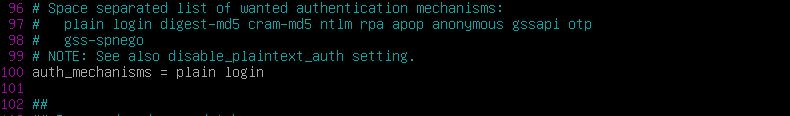 96 # Space separated list of wanted authentication mechanisms:
97 #   plain login digest-md5 cram-md5 ntlm rpa apop anonymous gssapi otp
98 #   gss-spnego
99 # NOTE: See also disable_plaintext_auth setting.
100 auth_mechanisms = plain login
101
102 ##